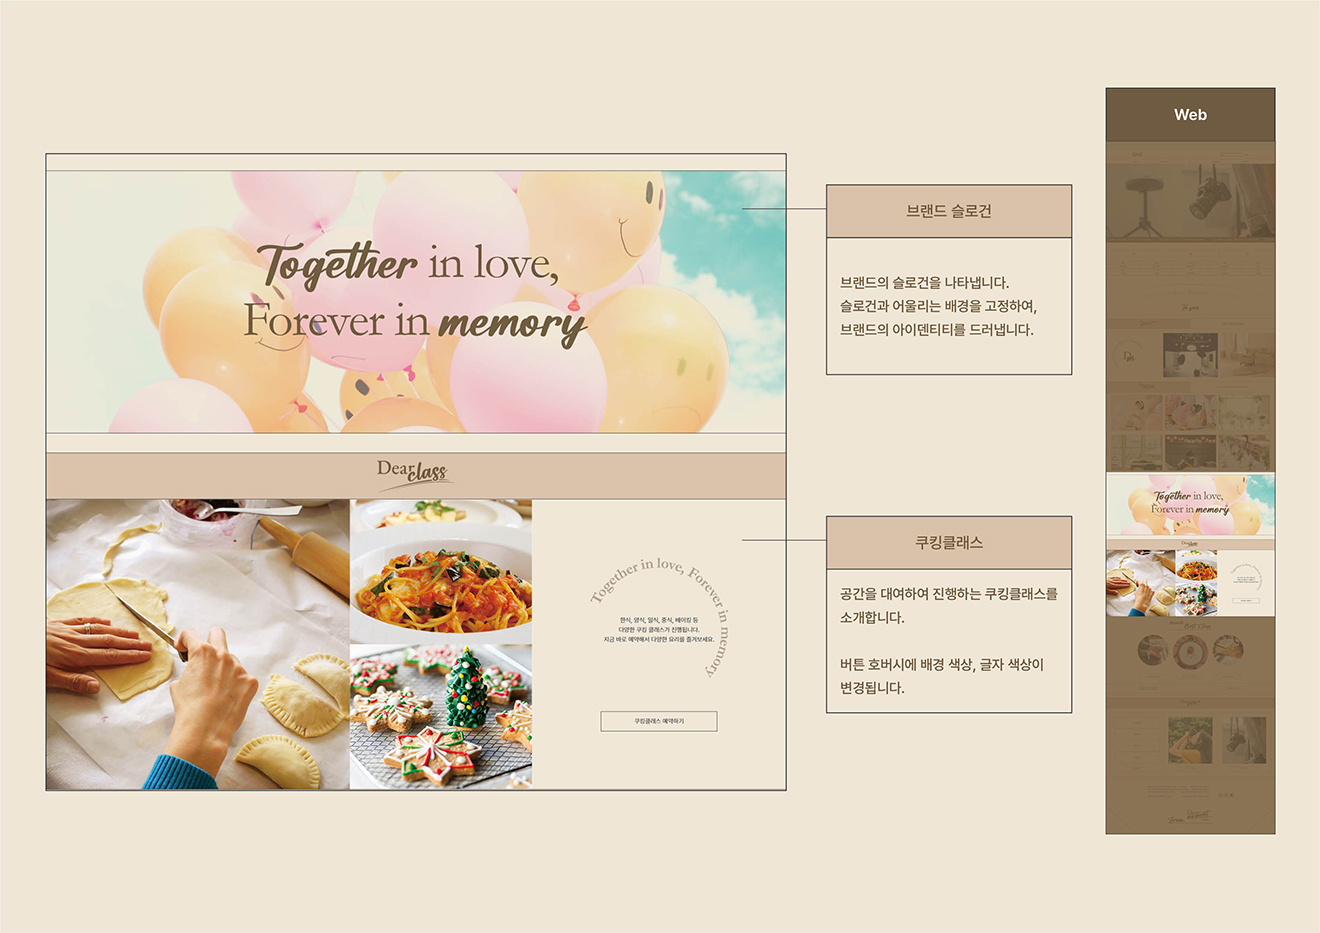 Web
Together in love,
Forever in memory
브랜드 슬로건
브랜드의 슬로건을 나타냅니다.
슬로건과 어울리는 배경을 고정하여,
브랜드의 아이덴티티를 드러냅니다.
Dear class
Together in love, Forever in memory
한식, 양식, 일식, 중식, 베이킹 등
다양한 쿠킹 클래스가 진행됩니다.
지금 바로 예약해서 다양한 요리를 즐겨보세요.
쿠킹클래스 예약하기
쿠킹클래스
공간을 대여하여 진행하는 쿠킹클래스를
소개합니다.
버튼 호버시에 배경 색상, 글자 색상이
변경됩니다.
Together in love,
Forever in memory